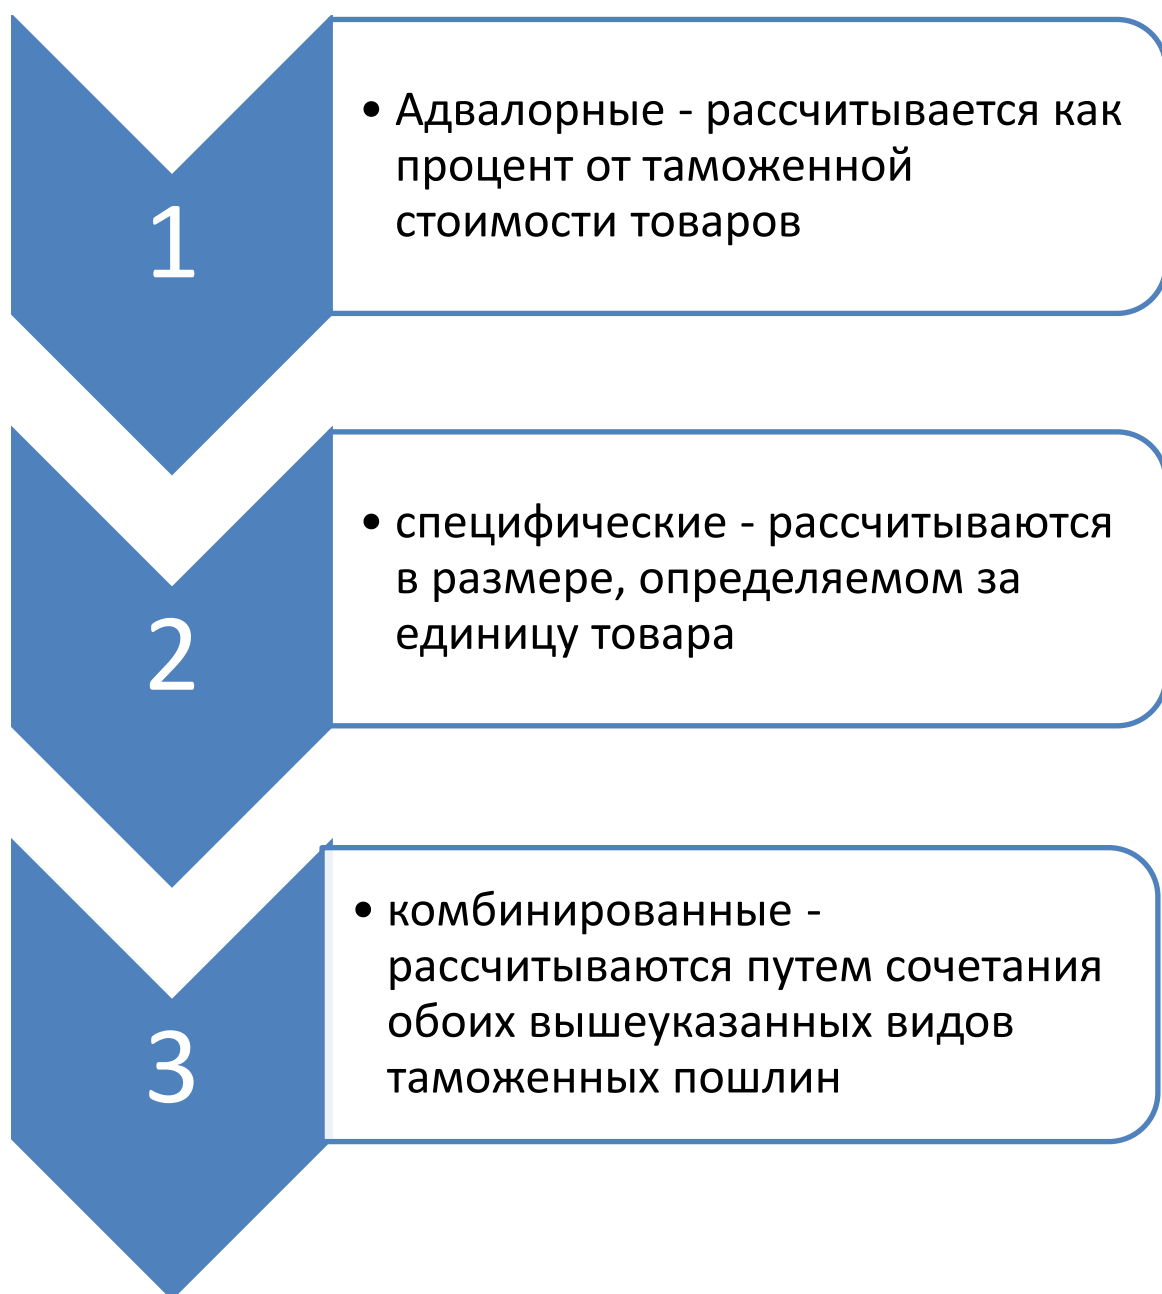 1
• Адвалорные - рассчитывается как
процент от таможенной
стоимости товаров
2
• специфические - рассчитываются
в размере, определяемом за
единицу товара
3
• комбинированные -
рассчитываются путем сочетания
обоих вышеуказанных видов
таможенных пошлин